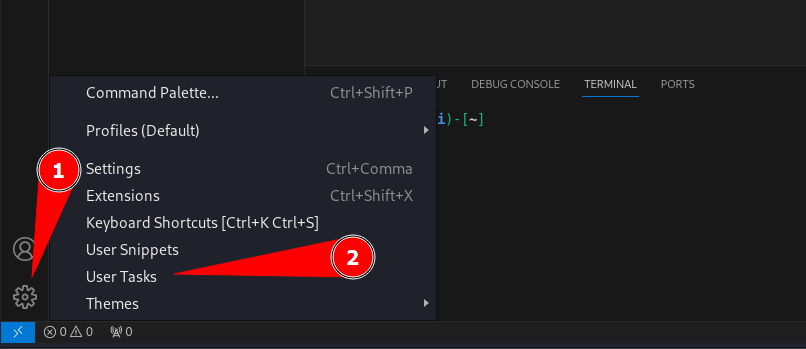 UT DEBUG CONSOLE TERMINAL PORTS
Command Palette... Ctrl+Shift+P
i)-[~]
Profiles (Default)
1
Settings Ctrl+Comma
Extensions Ctrl+Shift+X
Keyboard Shortcuts [Ctrl+K Ctrl+S]
User Snippets
2
User Tasks
Themes
0 0 0